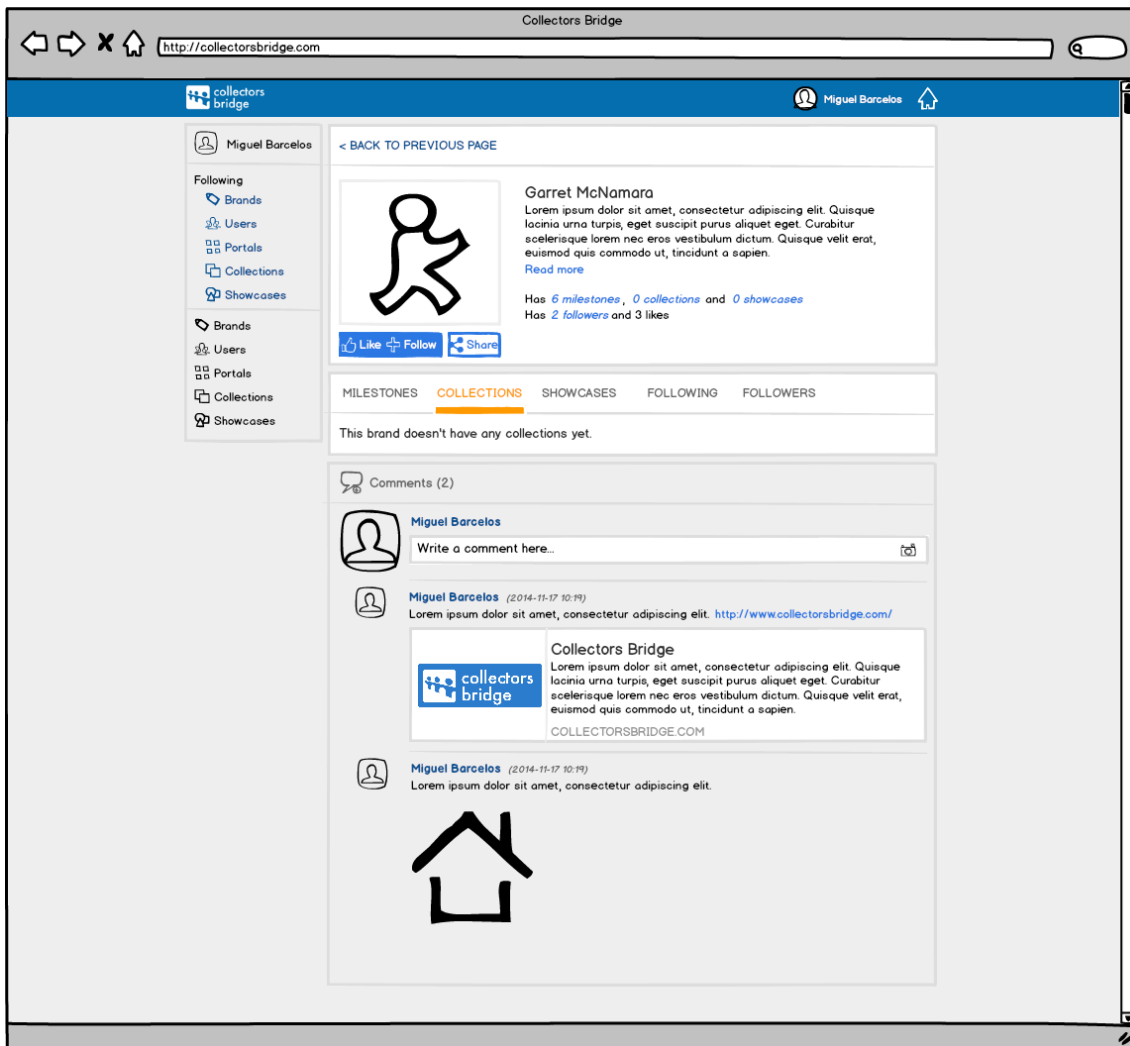 Collectors Bridge
http://collectorsbridge.com
collectors
bridge
Miguel Barcelos
Miguel Barcelos
Following
Brands
Users
Portals
Collections
Showcases
Brands
Users
Portals
Collections
Showcases
< BACK TO PREVIOUS PAGE
Garret McNamara
Lorem ipsum dolor sit amet, consectetur adipiscing elit. Quisque
lacinia urna turpis, eget suscipit purus aliquet eget. Curabitur
scelerisque lorem nec eros vestibulum dictum. Quisque velit erat,
euismod quis commodo ut, tincidunt a sapien.
Read more
Has 6 milestones , 0 collections and 0 showcases
Has 2 followers and 3 likes
Like Follow Share
MILESTONES COLLECTIONS SHOWCASES FOLLOWING FOLLOWERS
This brand doesn't have any collections yet.
Comments (2)
Miguel Barcelos
Write a comment here...
Miguel Barcelos (2014-11-17 10:19)
Lorem ipsum dolor sit amet, consectetur adipiscing elit. http://www.collectorsbridge.com/
collectors
bridge
Collectors Bridge
Lorem ipsum dolor sit amet, consectetur adipiscing elit. Quisque
lacinia urna turpis, eget suscipit purus aliquet eget. Curabitur
scelerisque lorem nec eros vestibulum dictum. Quisque velit erat,
euismod quis commodo ut, tincidunt a sapien.
COLLECTORSBRIDGE.COM
Miguel Barcelos (2014-11-17 10:19)
Lorem ipsum dolor sit amet, consectetur adipiscing elit.